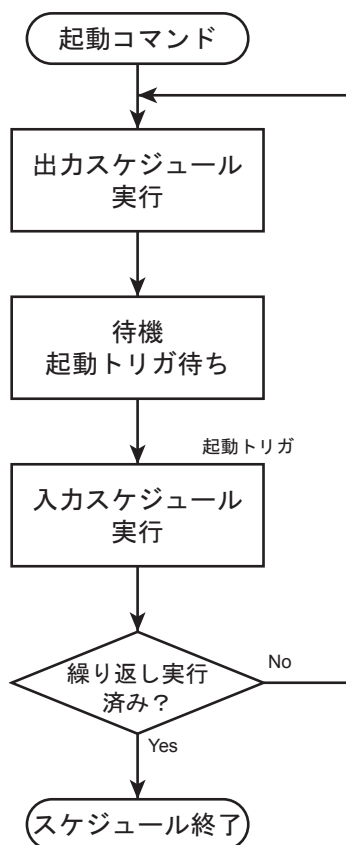 起動コマンド
出力スケジュール
実行
待機
起動トリガ待ち
起動トリガ
入力スケジュール
実行
繰り返し実行
済み？
No
Yes
スケジュール終了